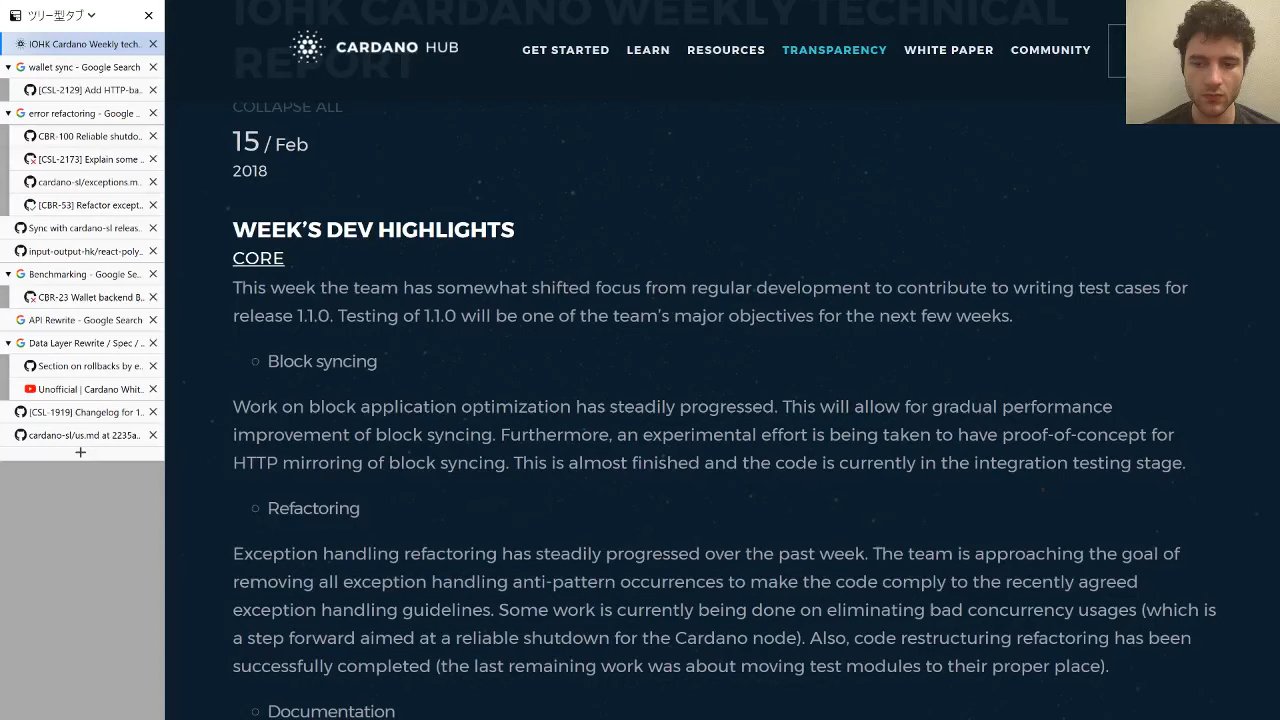 ツリー型タブ
IOHK Cardano Weekly tech..
wallet sync - Google Search
[CSL-2129] Add HTTP-ba..
error refactoring - Google ..
CBR-100 Reliable shutdo..
[CSL-2173] Explain some ..
cardano-sl/exceptions.m..
[CBR-53] Refactor except..
Sync with cardano-sl releas..
input-output-hk/react-poly..
Benchmarking - Google Se..
CBR-23 Wallet backend B..
API Rewrite - Google Search
Data Layer Rewrite / Spec / ..
Section on rollbacks by e..
Unofficial | Cardano Whit..
[CSL-1919] Changelog for 1..
cardano-sl/us.md at 2235a..
IOHK CARDANO WEEKLY TECHNICAL
REPORT
CARDANO HUB
GET STARTED LEARN RESOURCES TRANSPARENCY WHITE PAPER COMMUNITY
COLLAPSE ALL
15 / Feb
2018
WEEK'S DEV HIGHLIGHTS
CORE
This week the team has somewhat shifted focus from regular development to contribute to writing test cases for
release 1.1.0. Testing of 1.1.0 will be one of the team's major objectives for the next few weeks.
Block syncing
Work on block application optimization has steadily progressed. This will allow for gradual performance
improvement of block syncing. Furthermore, an experimental effort is being taken to have proof-of-concept for
HTTP mirroring of block syncing. This is almost finished and the code is currently in the integration testing stage.
Refactoring
Exception handling refactoring has steadily progressed over the past week. The team is approaching the goal of
removing all exception handling anti-pattern occurrences to make the code comply to the recently agreed
exception handling guidelines. Some work is currently being done on eliminating bad concurrency usages (which is
a step forward aimed at a reliable shutdown for the Cardano node). Also, code restructuring refactoring has been
successfully completed (the last remaining work was about moving test modules to their proper place).
Documentation